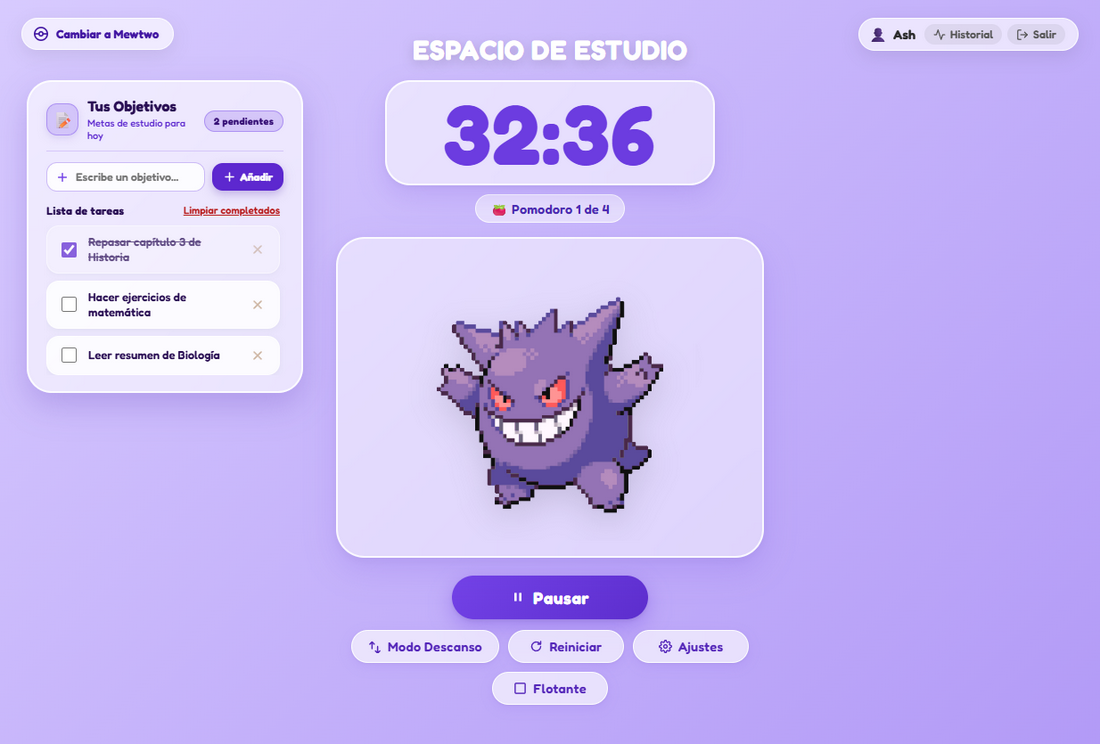 Cambiar a Mewtwo
ESPACIO DE ESTUDIO
Ash
Historial
Salir
Tus Objetivos
Metas de estudio para
hoy
2 pendientes
Escribe un objetivo...
Añadir
Lista de tareas
Limpiar completados
Repasar capítulo 3 de
Historia
Hacer ejercicios de
matemática
Leer resumen de Biología
32:36
Pomodoro 1 de 4
Pausar
Modo Descanso
Reiniciar
Ajustes
Flotante